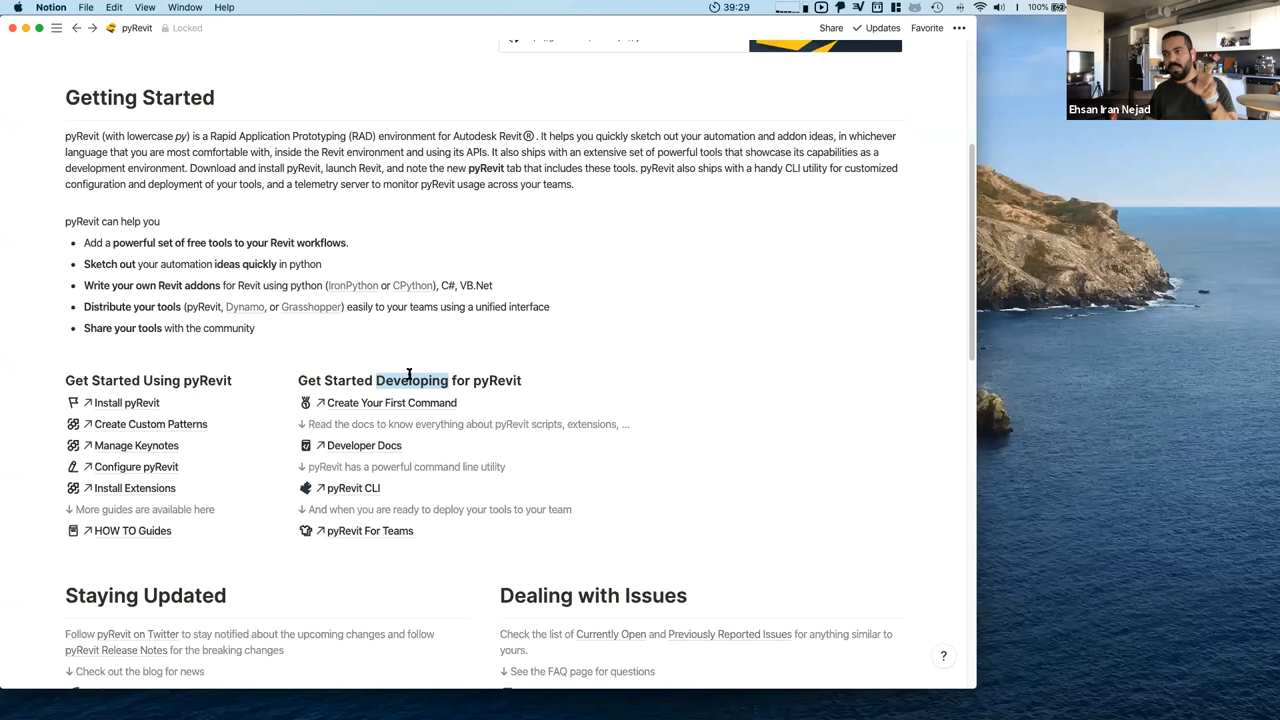 Notion File Edit View Window Help 39:29 100%
pyRevit Locked Share Updates Favorite
Ehsan Iran Nejad
Getting Started
pyRevit (with lowercase py) is a Rapid Application Prototyping (RAD) environment for Autodesk Revit®. It helps you quickly sketch out your automation and addon ideas, in whichever
language that you are most comfortable with, inside the Revit environment and using its APIs. It also ships with an extensive set of powerful tools that showcase its capabilities as a
development environment. Download and install pyRevit, launch Revit, and note the new pyRevit tab that includes these tools. pyRevit also ships with a handy CLI utility for customized
configuration and deployment of your tools, and a telemetry server to monitor pyRevit usage across your teams.
pyRevit can help you
• Add a powerful set of free tools to your Revit workflows.
• Sketch out your automation ideas quickly in python
• Write your own Revit addons for Revit using python (IronPython or CPython), C#, VB.Net
• Distribute your tools (pyRevit, Dynamo, or Grasshopper) easily to your teams using a unified interface
• Share your tools with the community
Get Started Using pyRevit
↗ Install pyRevit
↗ Create Custom Patterns
↗ Manage Keynotes
↗ Configure pyRevit
↗ Install Extensions
↓ More guides are available here
↗ HOW TO Guides
Get Started Developing for pyRevit
↗ Create Your First Command
↓ Read the docs to know everything about pyRevit scripts, extensions, ...
↗ Developer Docs
↓ pyRevit has a powerful command line utility
↗ pyRevit CLI
↓ And when you are ready to deploy your tools to your team
↗ pyRevit For Teams
Staying Updated
Follow pyRevit on Twitter to stay notified about the upcoming changes and follow
pyRevit Release Notes for the breaking changes
↓ Check out the blog for news
Dealing with Issues
Check the list of Currently Open and Previously Reported Issues for anything similar to
yours.
↓ See the FAQ page for questions
?